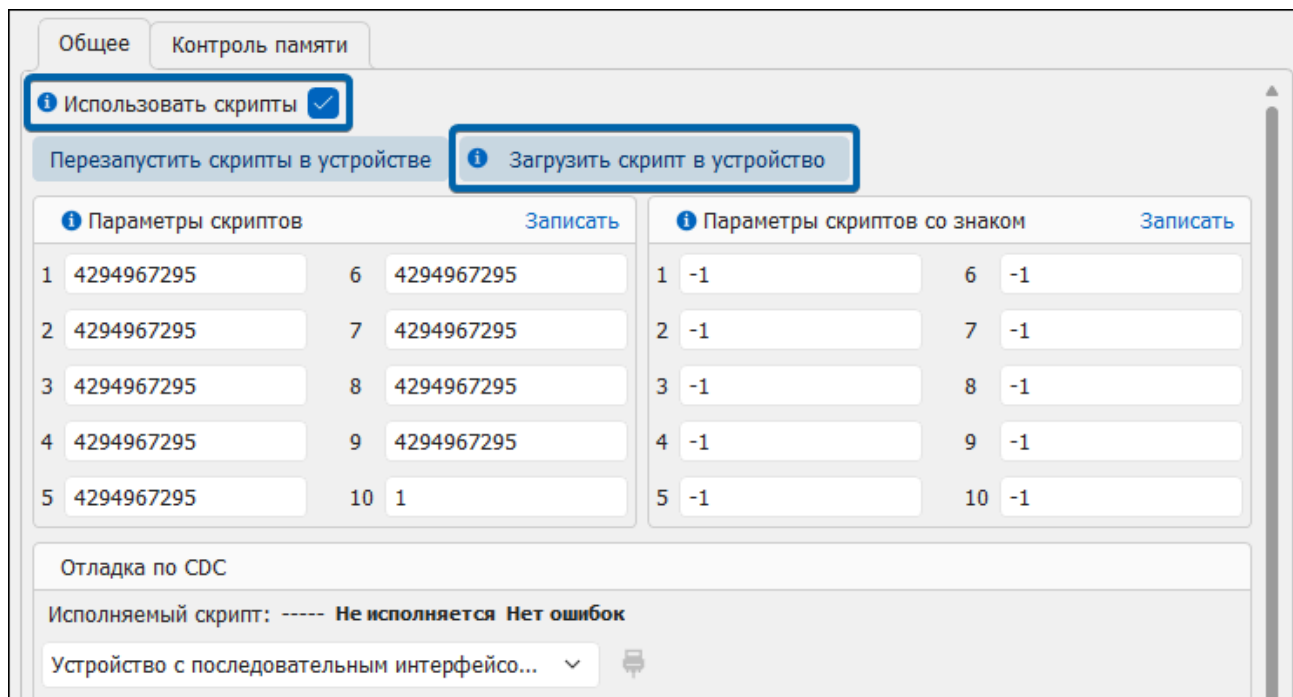 Общее Контроль памяти
Использовать скрипты
Перезапустить скрипты в устройстве Загрузить скрипт в устройство
Параметры скриптов Записать Параметры скриптов со знаком Записать
1 4294967295 6 4294967295 1 -1 6 -1
2 4294967295 7 4294967295 2 -1 7 -1
3 4294967295 8 4294967295 3 -1 8 -1
4 4294967295 9 4294967295 4 -1 9 -1
5 4294967295 10 1 5 -1 10 -1
Отладка по CDC
Исполняемый скрипт: ----- Не исполняется Нет ошибок
Устройство с последовательным интерфейсо...